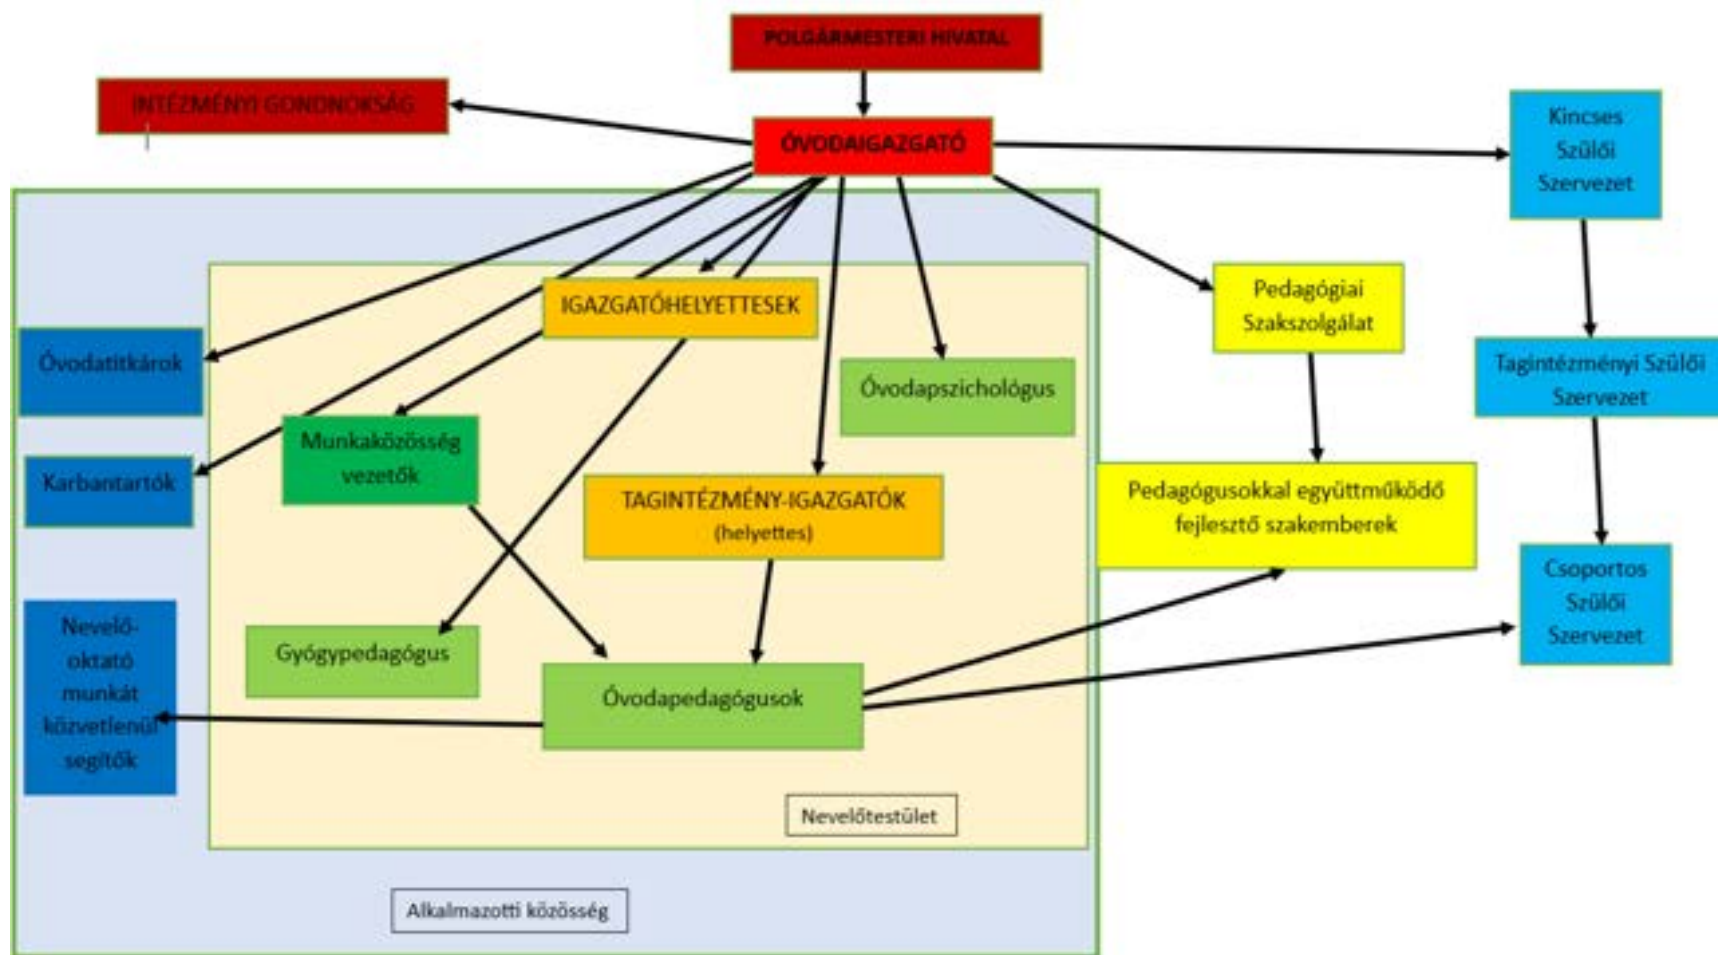 POLGÁRMESTERI HIVATAL
INTÉZMÉNYI GONDNOKSÁG
ÓVODAIGAZGATÓ
Kincses
Szülői
Szervezet
IGAZGATÓHELYETTESEK
Pedagógiai
Szakszolgálat
Óvodatitkárok
Óvodapszichológus
Tagintézményi Szülői
Szervezet
Munkaközösség
vezetők
Karbantartók
TAGINTÉZMÉNY-IGAZGATÓK
(helyettes)
Pedagógusokkal együttműködő
fejlesztő szakemberek
Csoportos
Szülői
Szervezet
Nevelő-
oktató
munkát
közvetlenül
segítők
Gyógypedagógus
Óvodapedagógusok
Nevelőtestület
Alkalmazotti közösség